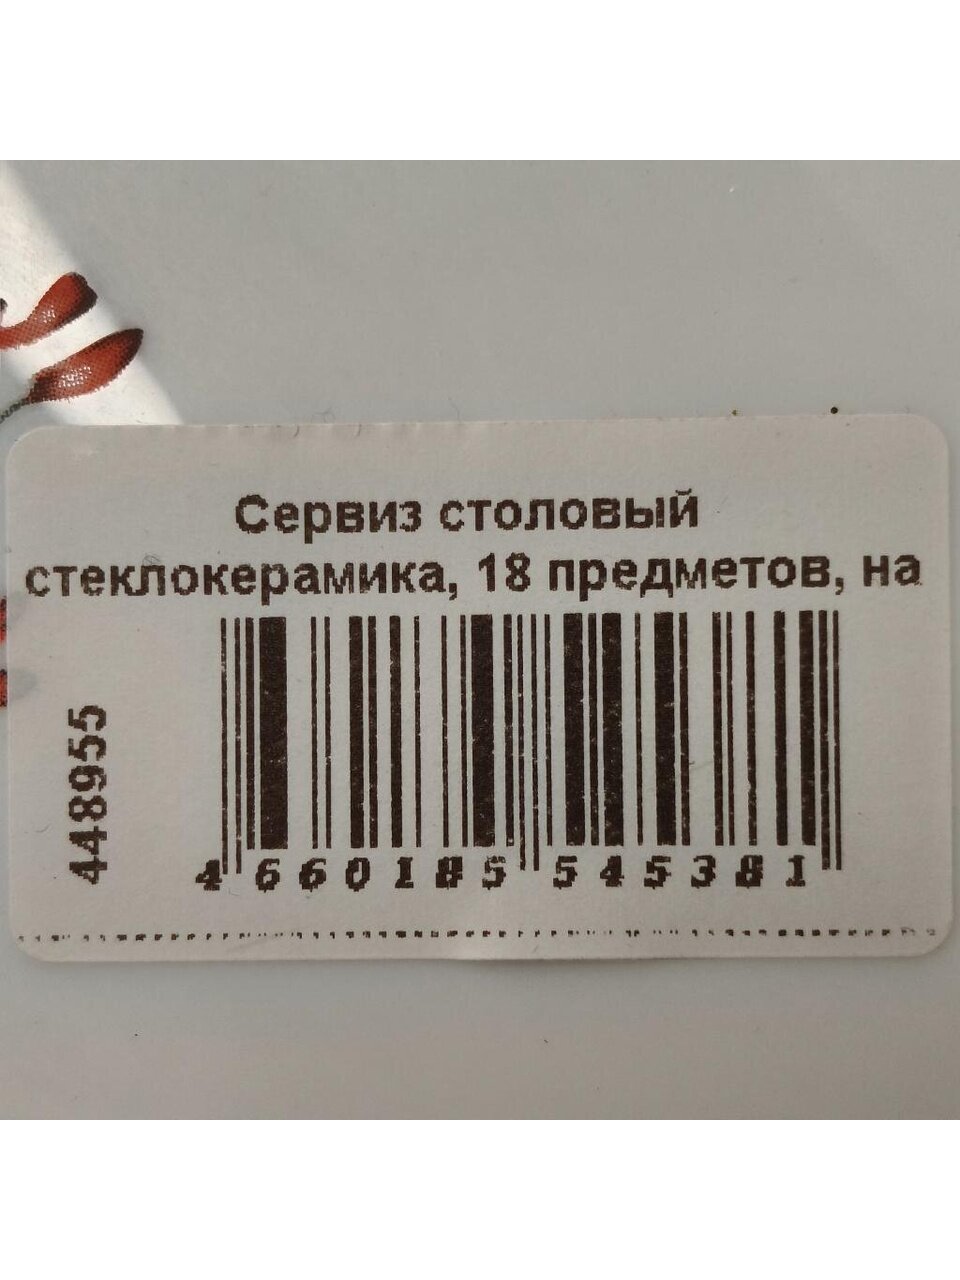 Сервиз столовый
стеклокерамика, 18 предметов, на
448955
4 660185 545381